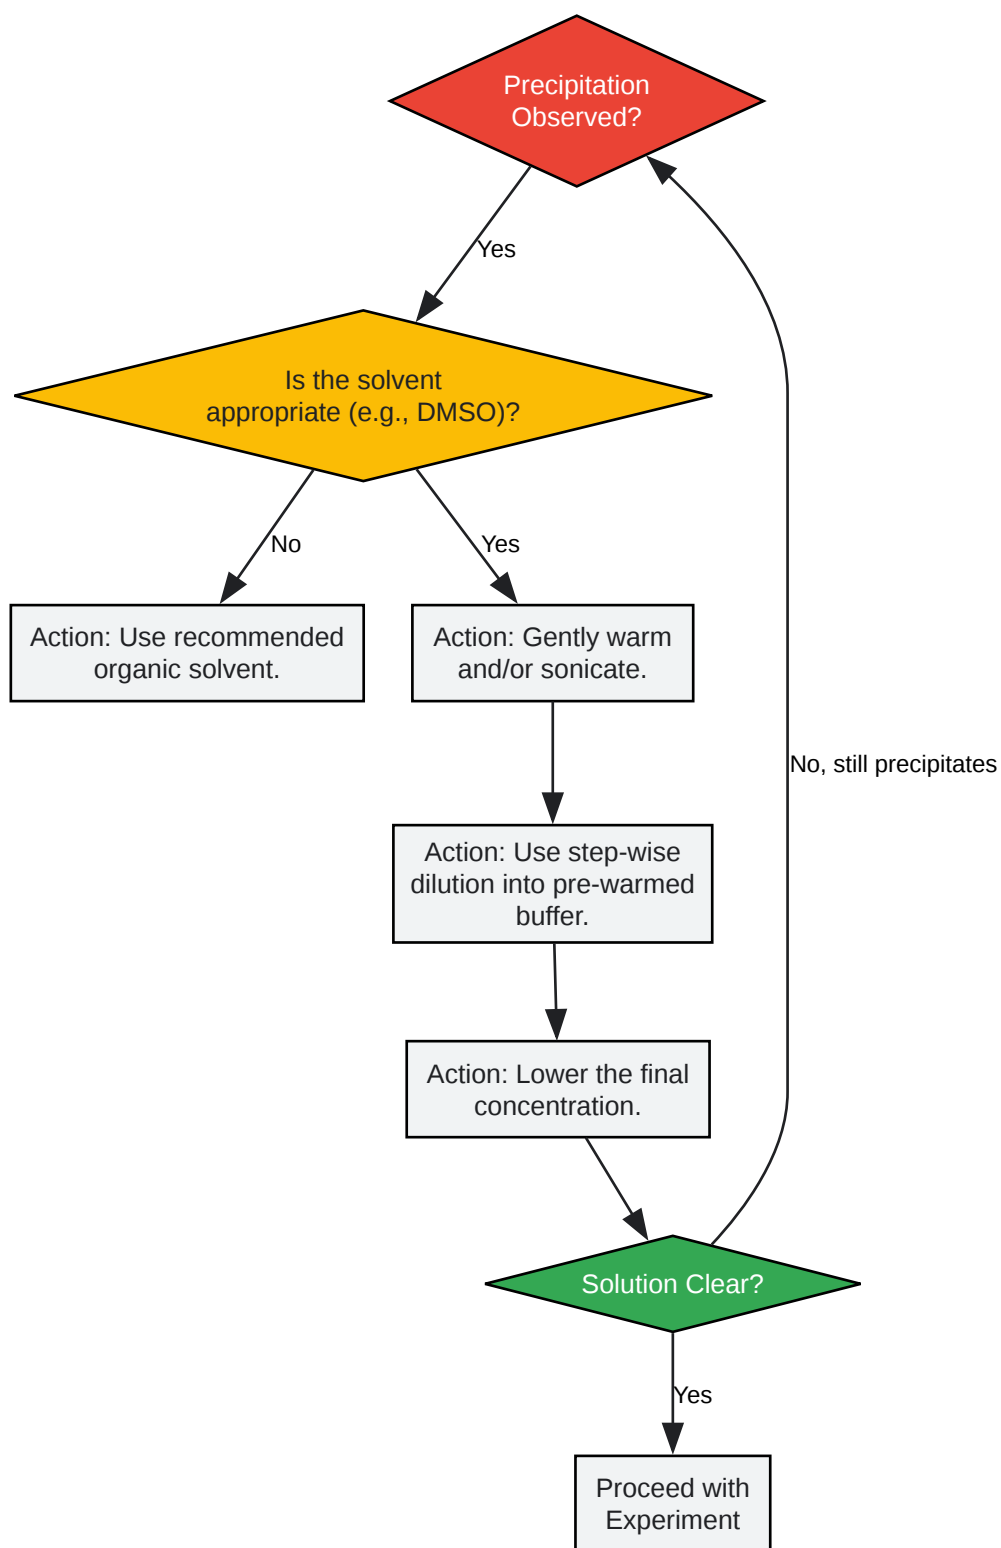 Precipitation
Observed?
Yes
Is the solvent
appropriate (e.g., DMSO)?
No
Yes
Action: Use recommended
organic solvent.
Action: Gently warm
and/or sonicate.
No, still precipitates
Action: Use step-wise
dilution into pre-warmed
buffer.
Action: Lower the final
concentration.
Solution Clear?
Yes
Proceed with
Experiment